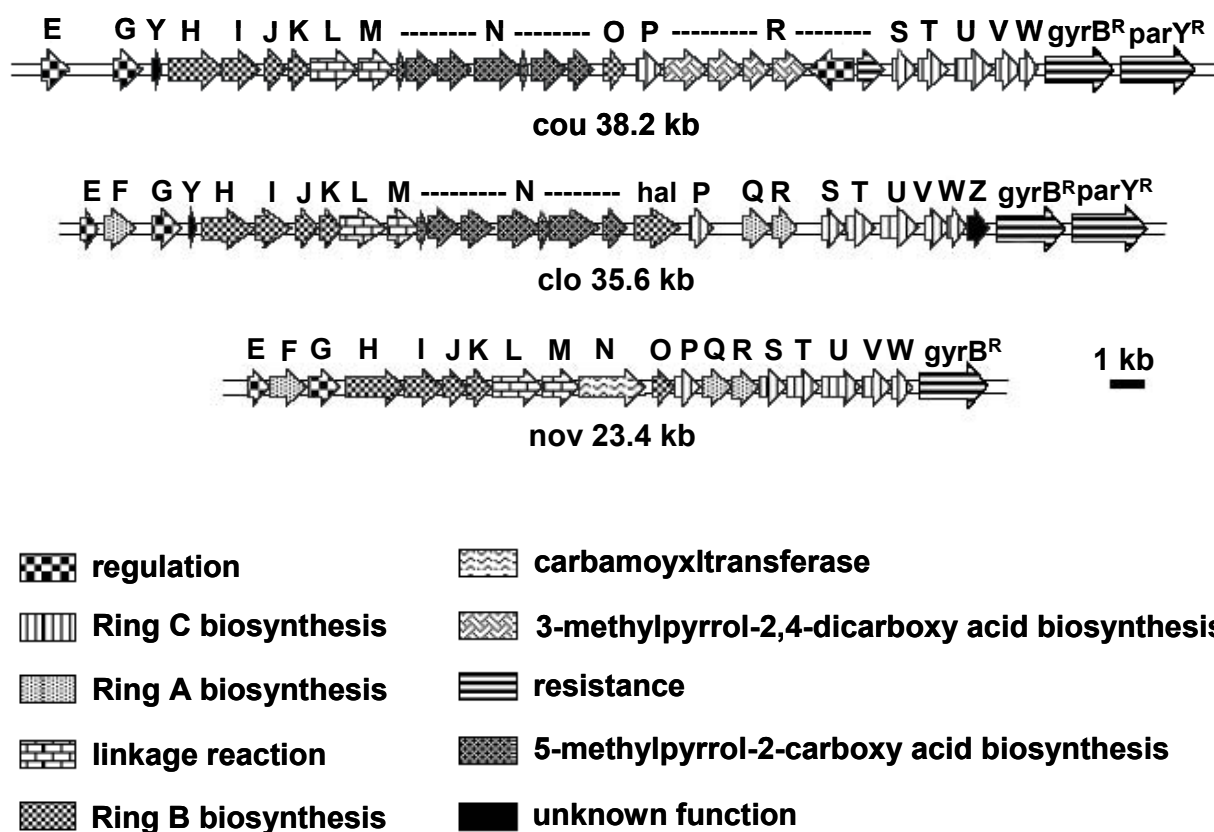 E G Y H I J K L M -------- N -------- O P --------- R -------- S T U V W gyrBᴿ parYᴿ
cou 38.2 kb
E F G Y H I J K L M --------- N -------- hal P Q R S T U V W Z gyrBᴿ parYᴿ
clo 35.6 kb
E F G H I J K L M N O P Q R S T U V W gyrBᴿ 1 kb
nov 23.4 kb
regulation
Ring C biosynthesis
Ring A biosynthesis
linkage reaction
Ring B biosynthesis
carbamoyxltransferase
3-methylpyrrol-2,4-dicarboxy acid biosynthesis
resistance
5-methylpyrrol-2-carboxy acid biosynthesis
unknown function